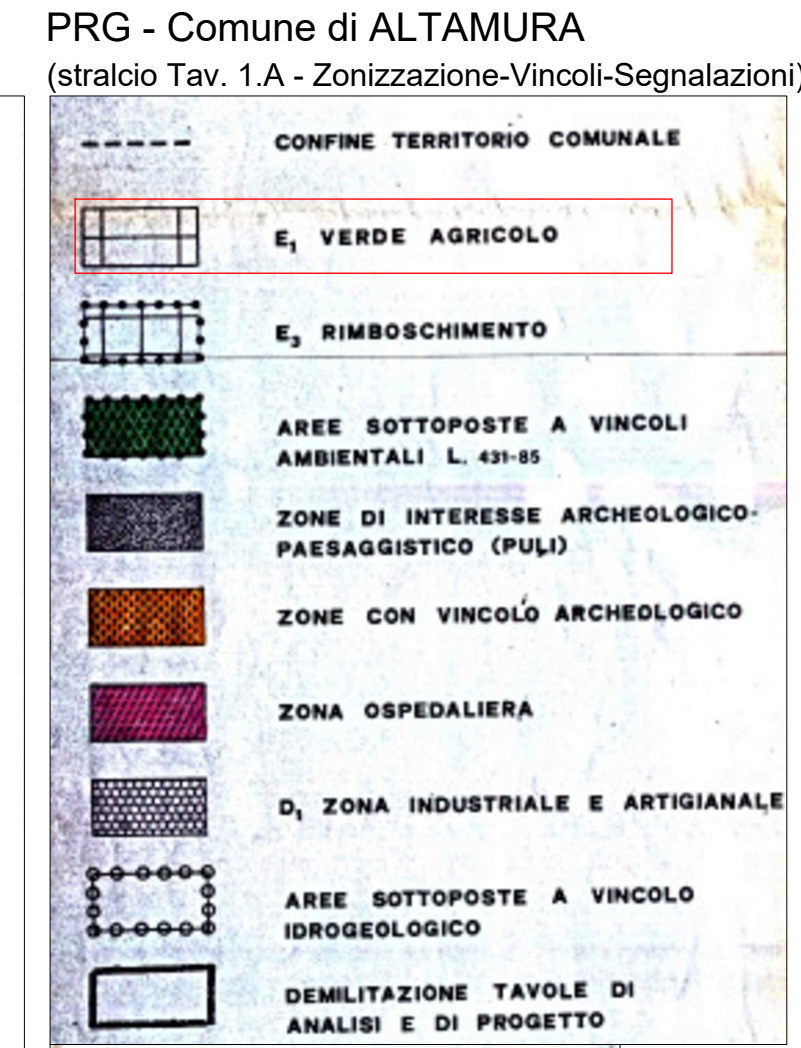 PRG - Comune di ALTAMURA
(stralcio Tav. 1.A - Zonizzazione-Vincoli-Segnalazioni)
CONFINE TERRITORIO COMUNALE
E₁ VERDE AGRICOLO
E₃ RIMBOSCHIMENTO
AREE SOTTOPOSTE A VINCOLI
AMBIENTALI L. 431-85
ZONE DI INTERESSE ARCHEOLOGICO-
PAESAGGISTICO (PULI)
ZONE CON VINCOLO ARCHEOLOGICO
ZONA OSPEDALIERA
D₁ ZONA INDUSTRIALE E ARTIGIANALE
AREE SOTTOPOSTE A VINCOLO
IDROGEOLOGICO
DEMILITAZIONE TAVOLE DI
ANALISI E DI PROGETTO